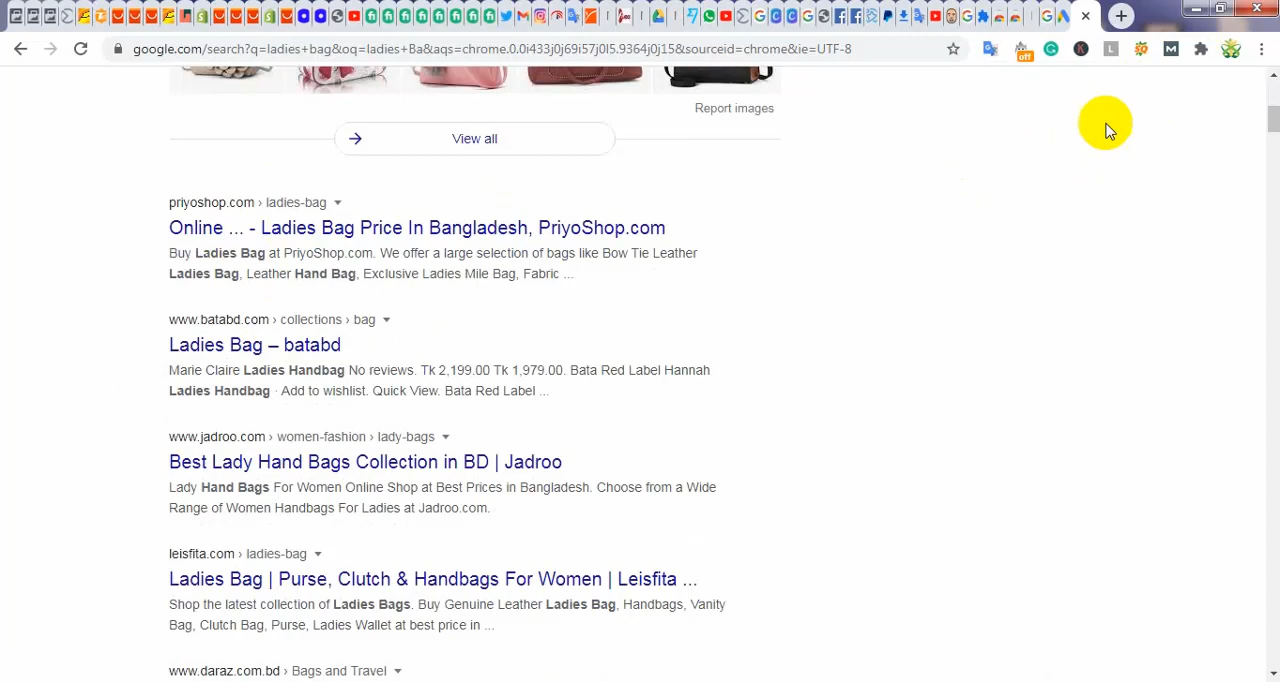 google.com/search?q=ladies+bag&oq=ladies+Ba&aqs=chrome.0.0i433j0j69i57j0l5.9364j0j15&sourceid=chrome&ie=UTF-8
off
Report images
View all
priyoshop.com › ladies-bag
Online ... - Ladies Bag Price In Bangladesh, PriyoShop.com
Buy Ladies Bag at PriyoShop.com. We offer a large selection of bags like Bow Tie Leather
Ladies Bag, Leather Hand Bag, Exclusive Ladies Mile Bag, Fabric ...
www.batabd.com › collections › bag
Ladies Bag – batabd
Marie Claire Ladies Handbag No reviews. Tk 2,199.00 Tk 1,979.00. Bata Red Label Hannah
Ladies Handbag · Add to wishlist. Quick View. Bata Red Label ...
www.jadroo.com › women-fashion › lady-bags
Best Lady Hand Bags Collection in BD | Jadroo
Lady Hand Bags For Women Online Shop at Best Prices in Bangladesh. Choose from a Wide
Range of Women Handbags For Ladies at Jadroo.com.
leisfita.com › ladies-bag
Ladies Bag | Purse, Clutch & Handbags For Women | Leisfita ...
Shop the latest collection of Ladies Bags. Buy Genuine Leather Ladies Bag, Handbags, Vanity
Bag, Clutch Bag, Purse, Ladies Wallet at best price in ...
www.daraz.com.bd › Bags and Travel